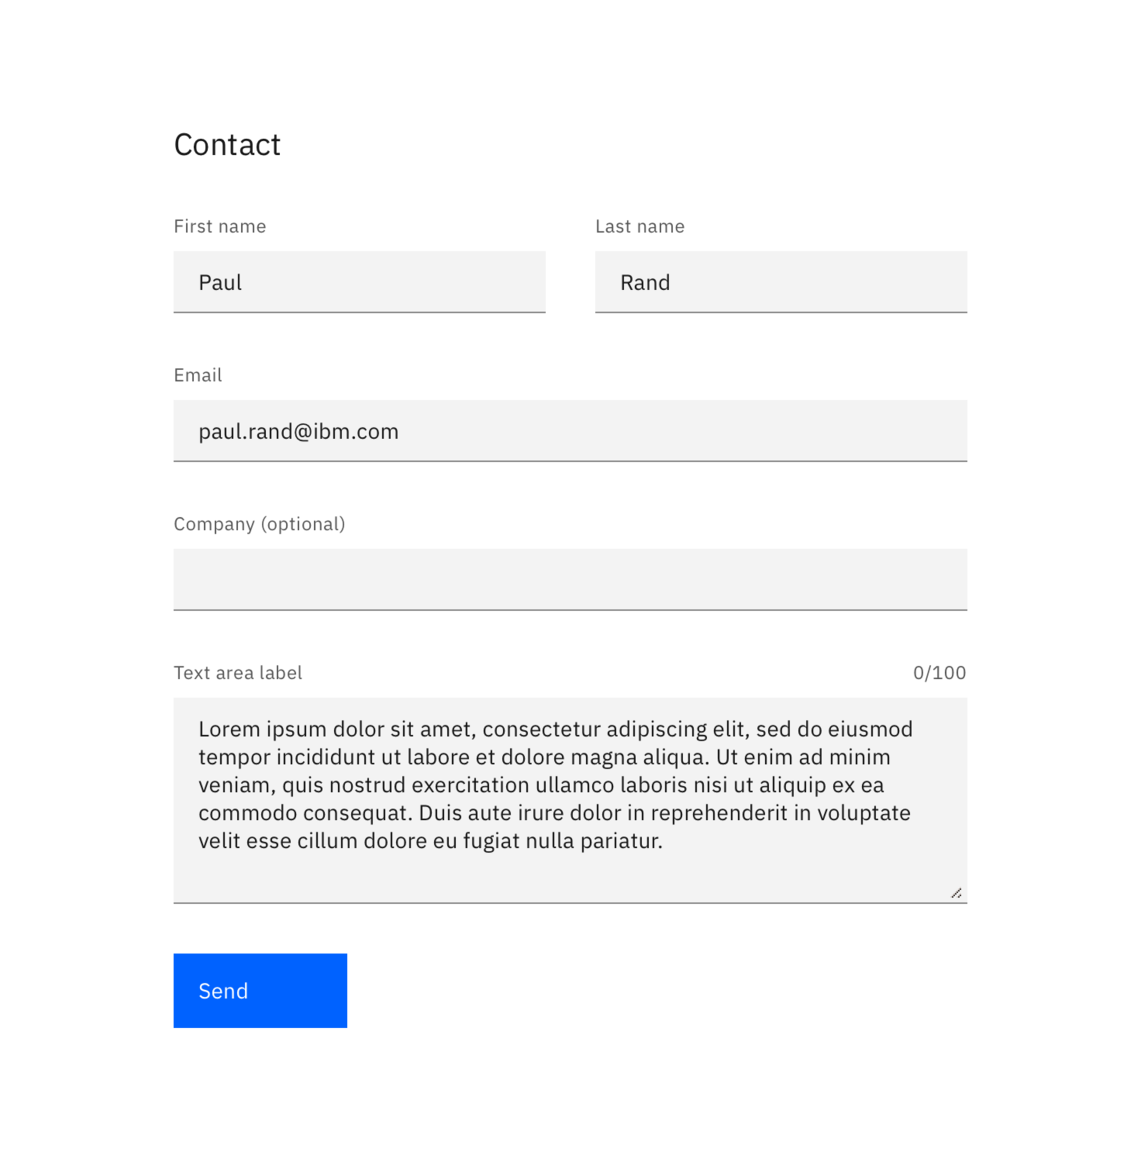 Contact
First name
Last name
Paul
Rand
Email
paul.rand@ibm.com
Company (optional)
Text area label
0/100
Lorem ipsum dolor sit amet, consectetur adipiscing elit, sed do eiusmod
tempor incididunt ut labore et dolore magna aliqua. Ut enim ad minim
veniam, quis nostrud exercitation ullamco laboris nisi ut aliquip ex ea
commodo consequat. Duis aute irure dolor in reprehenderit in voluptate
velit esse cillum dolore eu fugiat nulla pariatur.
Send